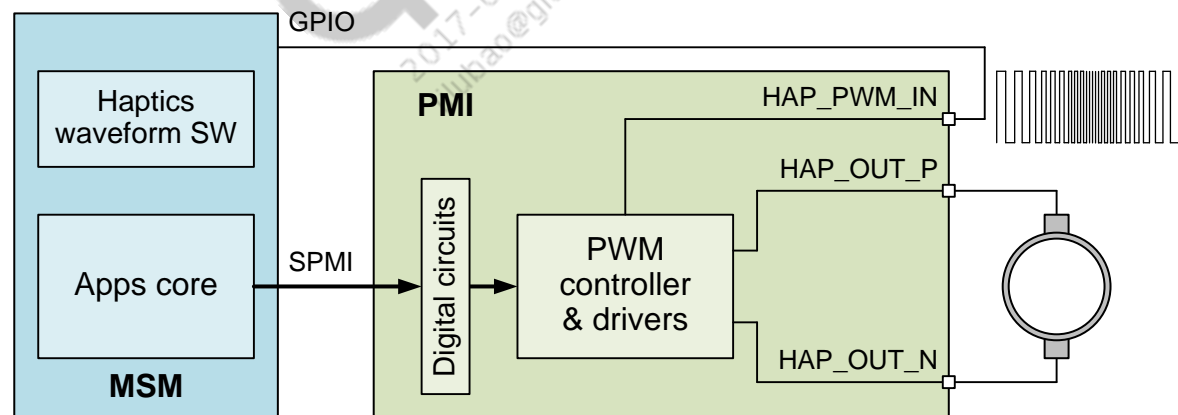 GPIO
Haptics
waveform SW
PMI
HAP_PWM_IN
HAP_OUT_P
Digital circuits
PWM
controller
& drivers
SPMI
Apps core
HAP_OUT_N
MSM